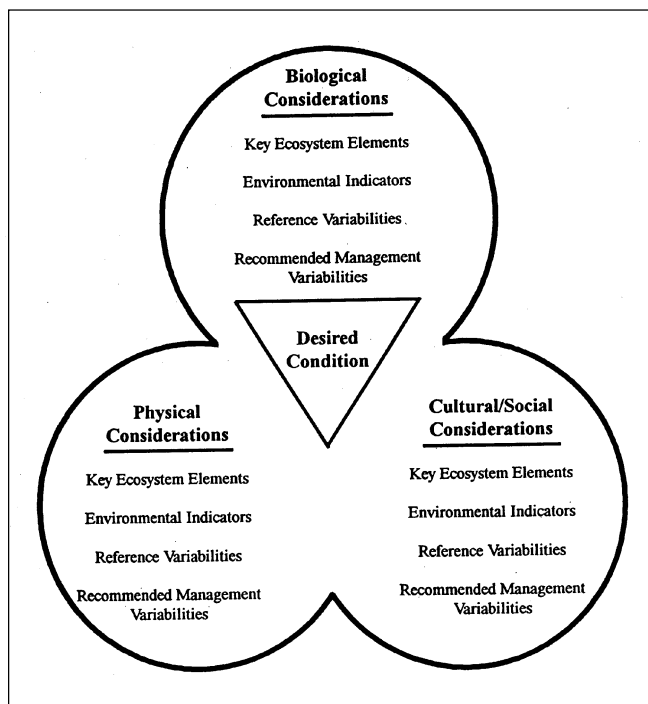 Biological
Considerations
Key Ecosystem Elements
Environmental Indicators
Reference Variabilities
Recommended Management
Variabilities
Desired
Condition
Physical
Considerations
Key Ecosystem Elements
Environmental Indicators
Reference Variabilities
Recommended Management
Variabilities
Cultural/Social
Considerations
Key Ecosystem Elements
Environmental Indicators
Reference Variabilities
Recommended Management
Variabilities